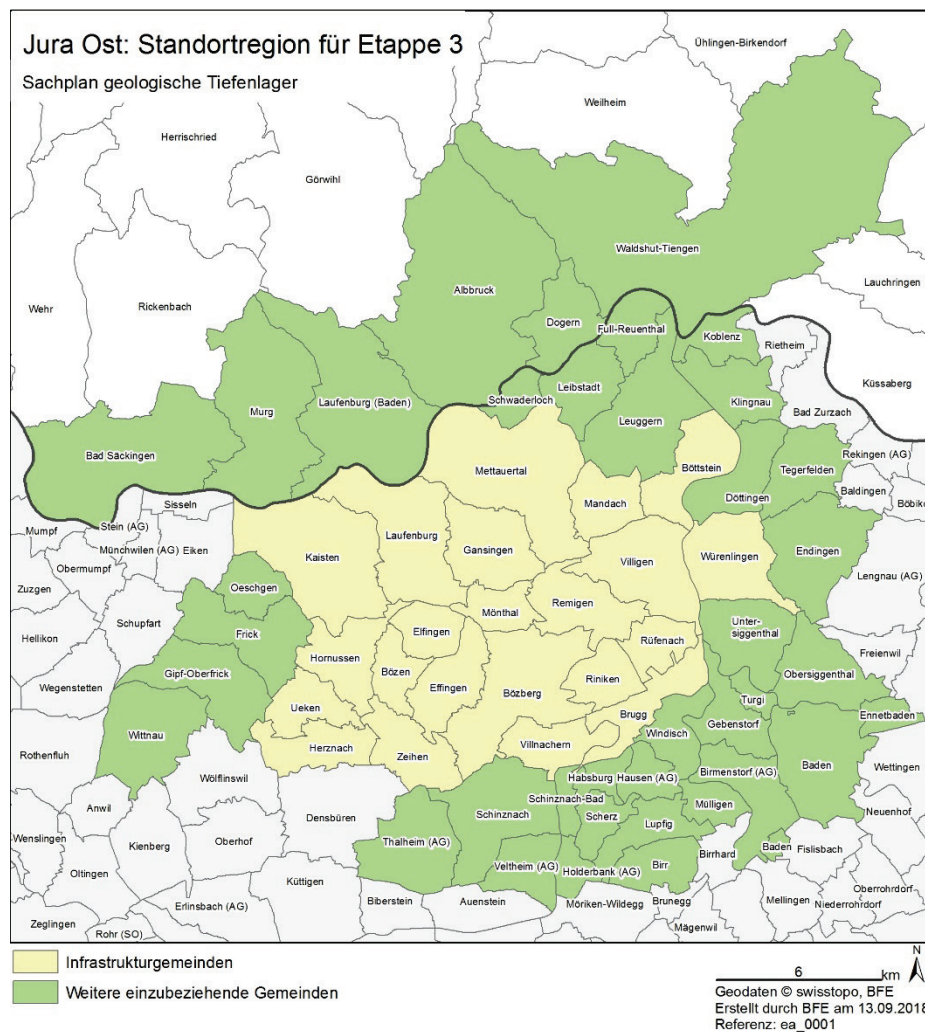 Jura Ost: Standortregion für Etappe 3
Sachplan geologische Tiefenlager
Ühlingen-Birkendorf
Weilheim
Herrischried
Görwihl
Waldshut-Tiengen
Albbruck
Lauchringen
Wehr
Rickenbach
Dogern
Full-Reuenthal
Koblenz
Rietheim
Küssaberg
Murg
Laufenburg (Baden)
Leibstadt
Schwaderloch
Klingnau
Bad Zurzach
Leuggern
Bad Säckingen
Mettauertal
Böttstein
Rekingen (AG)
Tegerfelden
Baldingen
Böbiko
Sisseln
Mandach
Döttingen
Mumpf
Stein (AG)
Laufenburg
Münchwilen (AG)
Eiken
Kaisten
Gansingen
Villigen
Würenlingen
Endingen
Obermumpf
Zuzgen
Lengnau (AG)
Oeschgen
Mönthal
Remigen
Schupfart
Hellikon
Frick
Elfingen
Rüfenach
Unter-
siggenthal
Freienwil
Hornussen
Gipf-Oberfrick
Bözen
Effingen
Bözberg
Riniken
Obersiggenthal
Wegenstetten
Ueken
Turgi
Brugg
Gebenstorf
Ennetbaden
Wittnau
Windisch
Rothenfluh
Herznach
Zeihen
Villnachern
Baden
Wettingen
Wölflinswil
Habsburg
Hausen (AG)
Birmenstorf (AG)
Schinznach-Bad
Anwil
Densbüren
Schinznach
Scherz
Mülligen
Neuenhof
Lupfig
Wenslingen
Kienberg
Oberhof
Thalheim (AG)
Baden
Fislisbach
Birrhard
Oltingen
Veltheim (AG)
Holderbank (AG)
Birr
Küttigen
Oberrohrdorf
Biberstein
Auenstein
Möriken-Wildegg
Brunegg
Mellingen
Niederrohrdorf
Erlinsbach (AG)
Zeglingen
Mägenwil
Rohr (SO)
Infrastrukturgemeinden
Weitere einzubeziehende Gemeinden
N
6 km
Geodaten © swisstopo, BFE
Erstellt durch BFE am 13.09.2018
Referenz: ea_0001